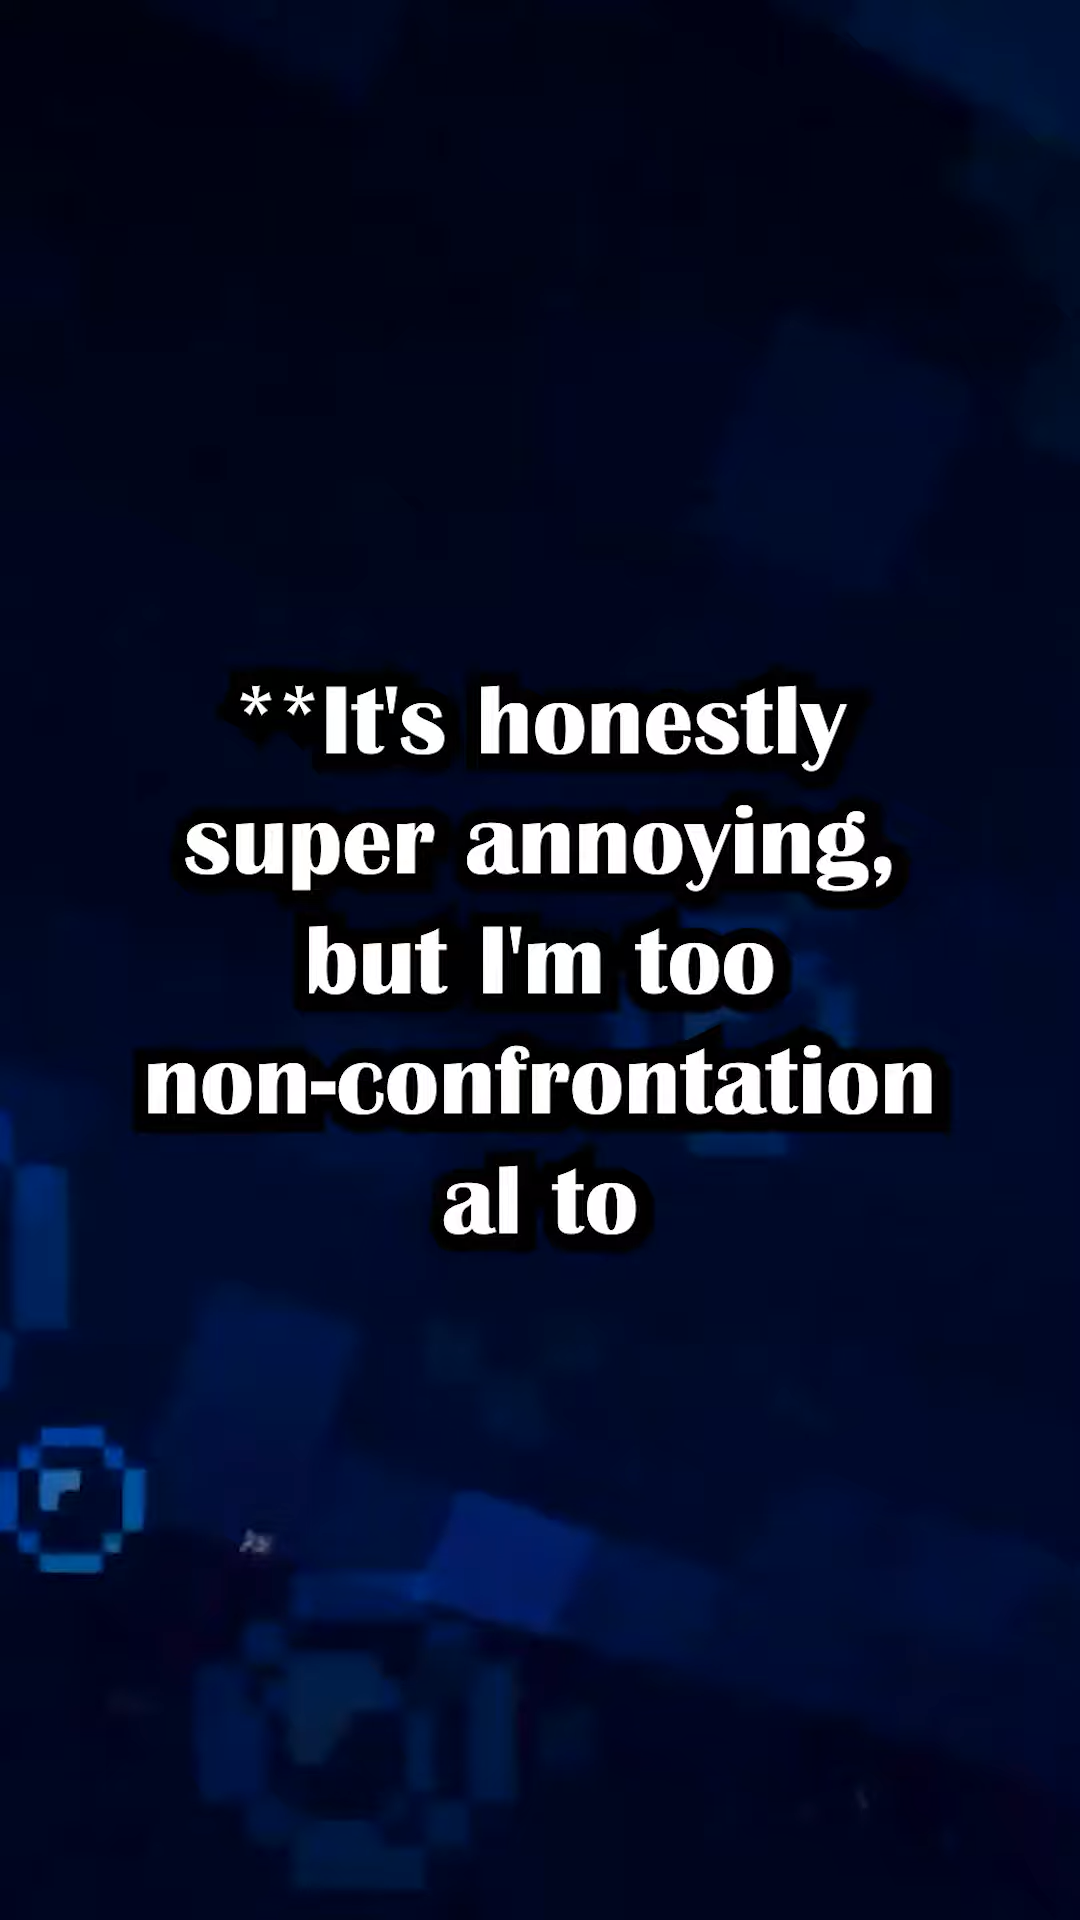 **It's honestly
super annoying,
but I'm too
non-confrontation
al to